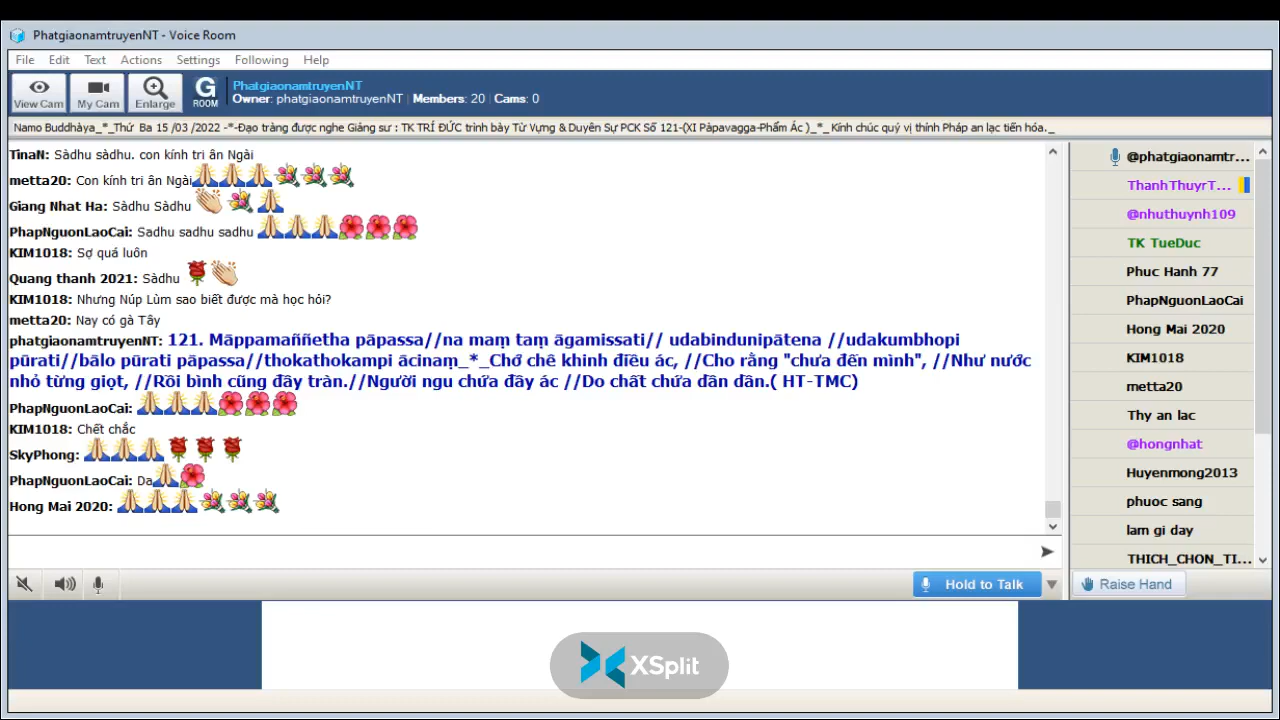 PhatgiaonamtruyenNT - Voice Room
File Edit Text Actions Settings Following Help
View Cam My Cam Enlarge G ROOM
PhatgiaonamtruyenNT
Owner: phatgiaonamtruyenNT | Members: 20 | Cams: 0
Namo Buddhàya_*_Thứ Ba 15 /03 /2022 -*-Đạo tràng được nghe Giảng sư : TK TRÍ ĐỨC trình bày Từ Vựng & Duyên Sự PCK Số 121-(XI Pàpavagga-Phẩm Ác )_*_ Kính chúc quý vị thính Pháp an lạc tiến hóa._
TinaN: Sàdhu sàdhu. con kính tri ân Ngài
metta20: Con kính tri ân Ngài
Giang Nhat Ha: Sàdhu Sàdhu
PhapNguonLaoCai: Sadhu sadhu sadhu
KIM1018: Sợ quá luôn
Quang thanh 2021: Sàdhu
KIM1018: Nhưng Núp Lùm sao biết được mà học hỏi?
metta20: Nay có gà Tây
phatgiaonamtruyenNT: 121. Māppamaññetha pāpassa//na maṃ taṃ āgamissati// udabindunipātena //udakumbhopi
pūrati//bālo pūrati pāpassa//thokathokampi ācinaṃ_*_Chớ chê khinh điều ác, //Cho rằng "chưa đến mình", //Như nước
nhỏ từng giọt, //Rồi bình cũng đầy tràn.//Người ngu chứa đầy ác //Do chất chứa dần dần.( HT-TMC)
PhapNguonLaoCai:
KIM1018: Chết chắc
SkyPhong:
PhapNguonLaoCai: Da
Hong Mai 2020:
@phatgiaonamtr...
ThanhThuyrT...
@nhuthuynh109
TK TueDuc
Phuc Hanh 77
PhapNguonLaoCai
Hong Mai 2020
KIM1018
metta20
Thy an lac
@hongnhat
Huyenmong2013
phuoc sang
lam gi day
THICH_CHON_TI...
Hold to Talk
Raise Hand
XSplit